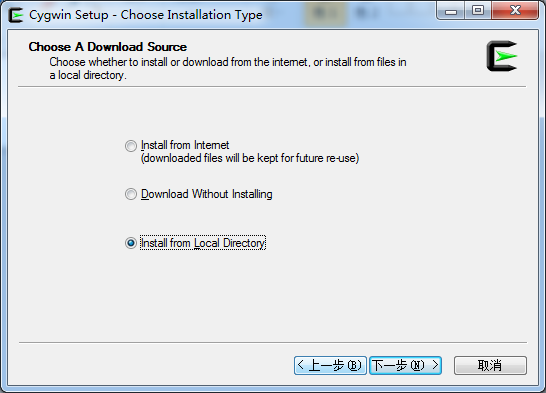 Cygwin Setup - Choose Installation Type
Choose A Download Source
Choose whether to install or download from the internet, or install from files in
a local directory.
Install from Internet
(downloaded files will be kept for future re-use)
Download Without Installing
Install from Local Directory
< 上一步(B) 下一步(N) > 取消